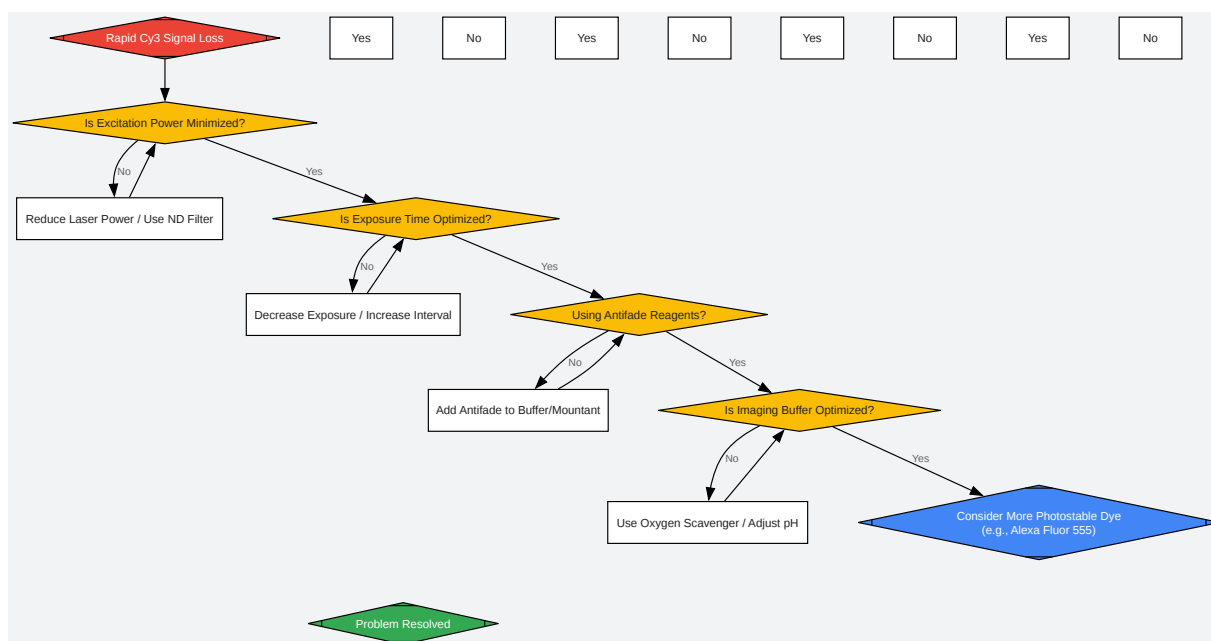 Rapid Cy3 Signal Loss
Yes
No
Yes
No
Yes
No
Yes
No
Is Excitation Power Minimized?
No
Yes
Reduce Laser Power / Use ND Filter
Is Exposure Time Optimized?
No
Yes
Decrease Exposure / Increase Interval
Using Antifade Reagents?
No
Yes
Add Antifade to Buffer/Mountant
Is Imaging Buffer Optimized?
No
Yes
Use Oxygen Scavenger / Adjust pH
Consider More Photostable Dye
(e.g., Alexa Fluor 555)
Problem Resolved